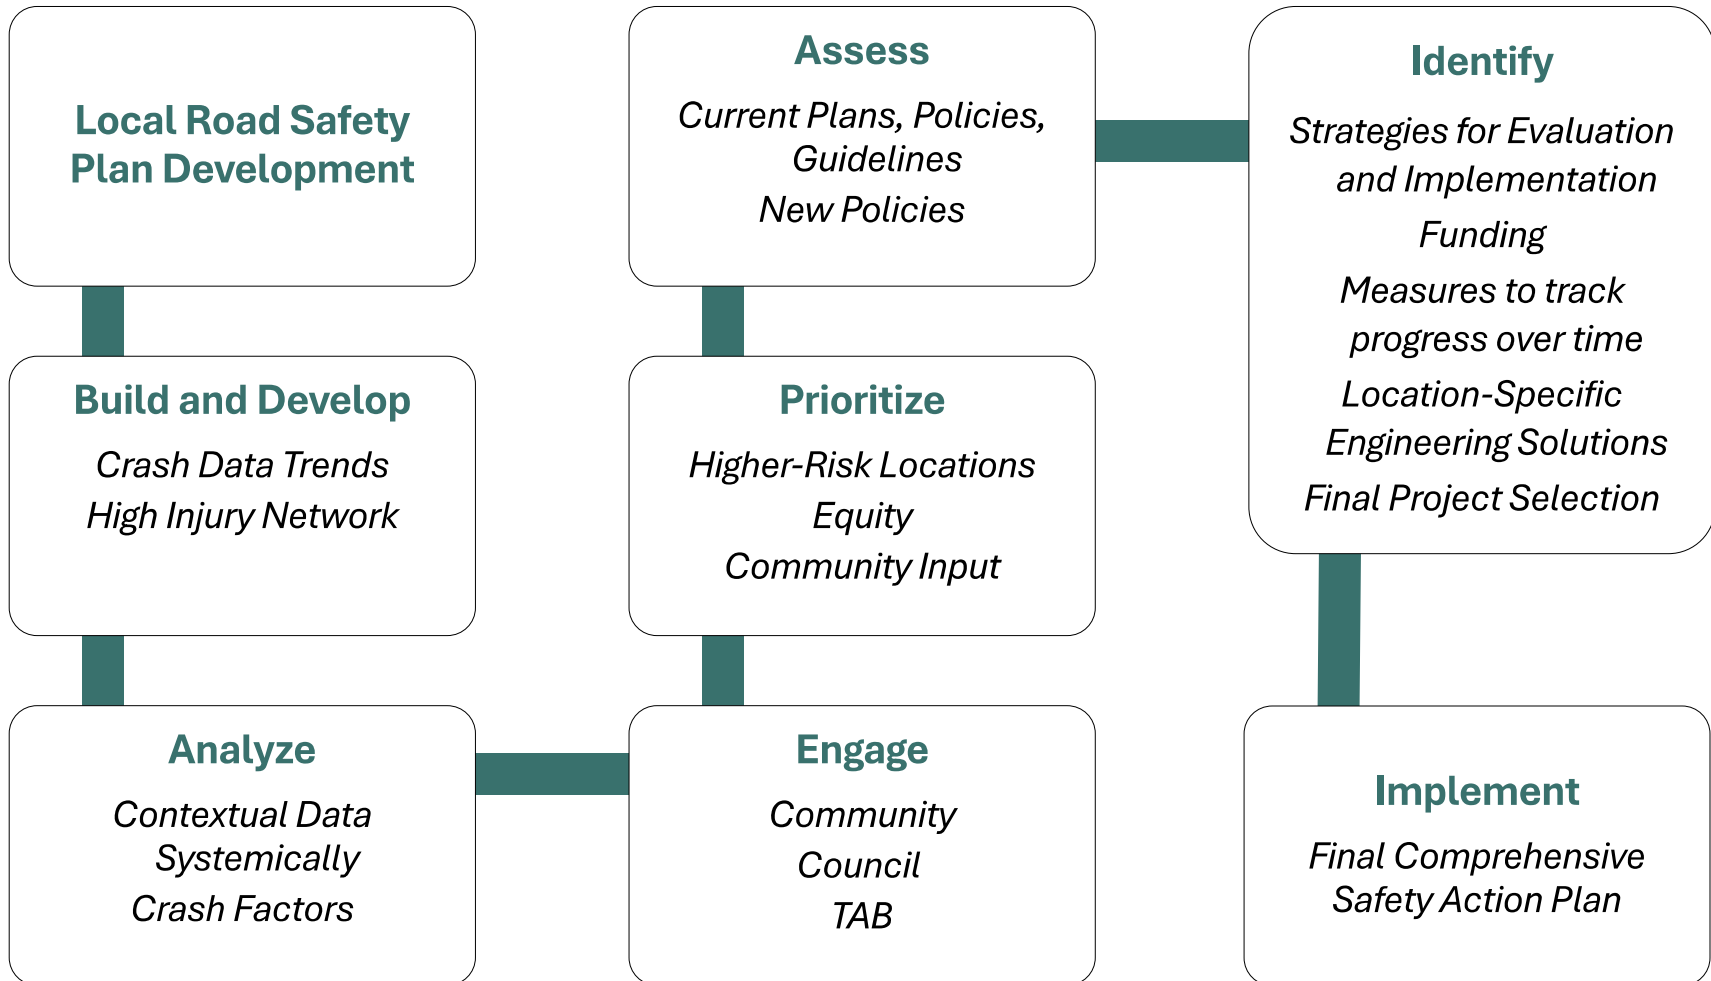 Local Road Safety
Plan Development
Build and Develop
Crash Data Trends
High Injury Network
Analyze
Contextual Data
Systemically
Crash Factors
Assess
Current Plans, Policies,
Guidelines
New Policies
Prioritize
Higher-Risk Locations
Equity
Community Input
Engage
Community
Council
TAB
Identify
Strategies for Evaluation
and Implementation
Funding
Measures to track
progress over time
Location-Specific
Engineering Solutions
Final Project Selection
Implement
Final Comprehensive
Safety Action Plan